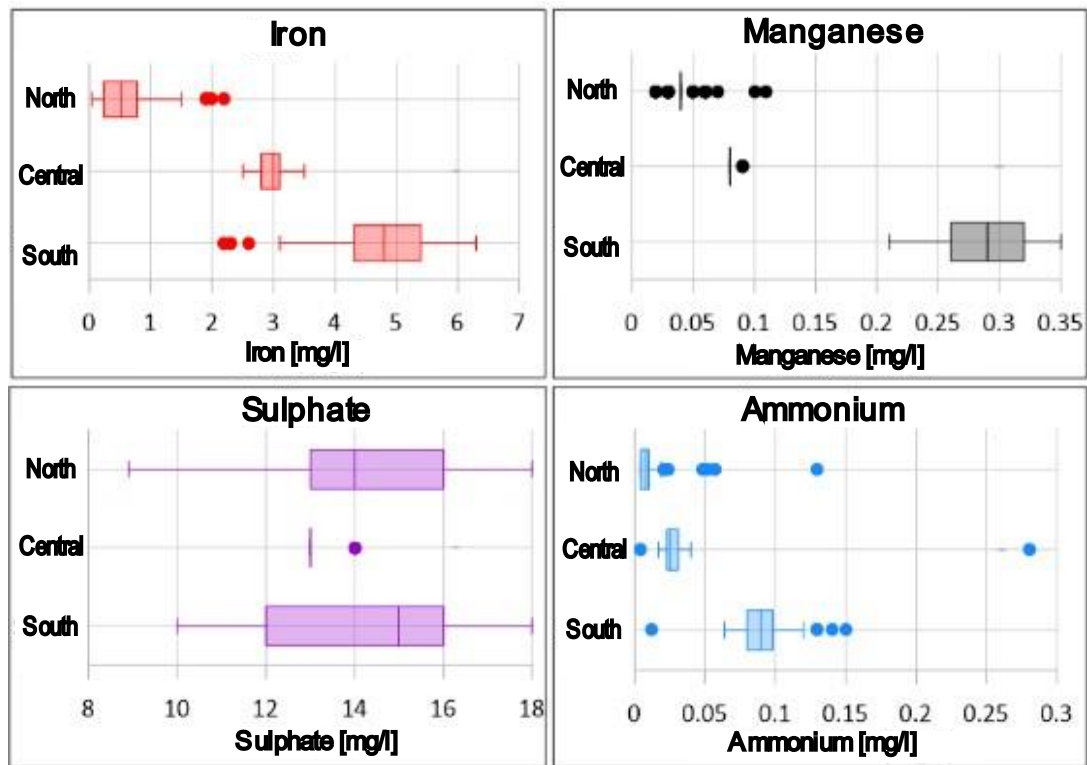 Iron
North
Central
South
0 1 2 3 4 5 6 7
Iron [mg/l]
Manganese
North
Central
South
0 0.05 0.1 0.15 0.2 0.25 0.3 0.35
Manganese [mg/l]
Sulphate
North
Central
South
8 10 12 14 16 18
Sulphate [mg/l]
Ammonium
North
Central
South
0 0.05 0.1 0.15 0.2 0.25 0.3
Ammonium [mg/l]